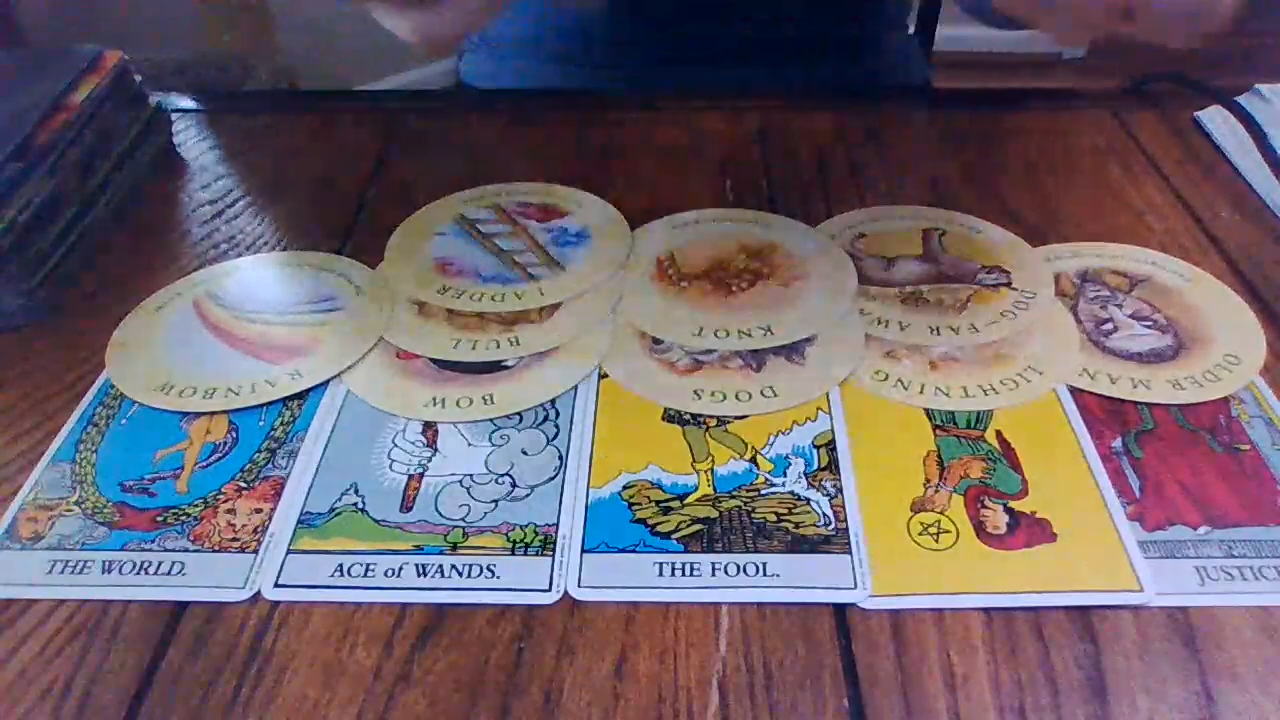 LADDER
BULL
BOW
RAINBOW
KNOT
DOGS
DOG–FAR AWA
LIGHTNING
OLDER MAN
THE WORLD.
ACE of WANDS.
THE FOOL.
JUSTICE